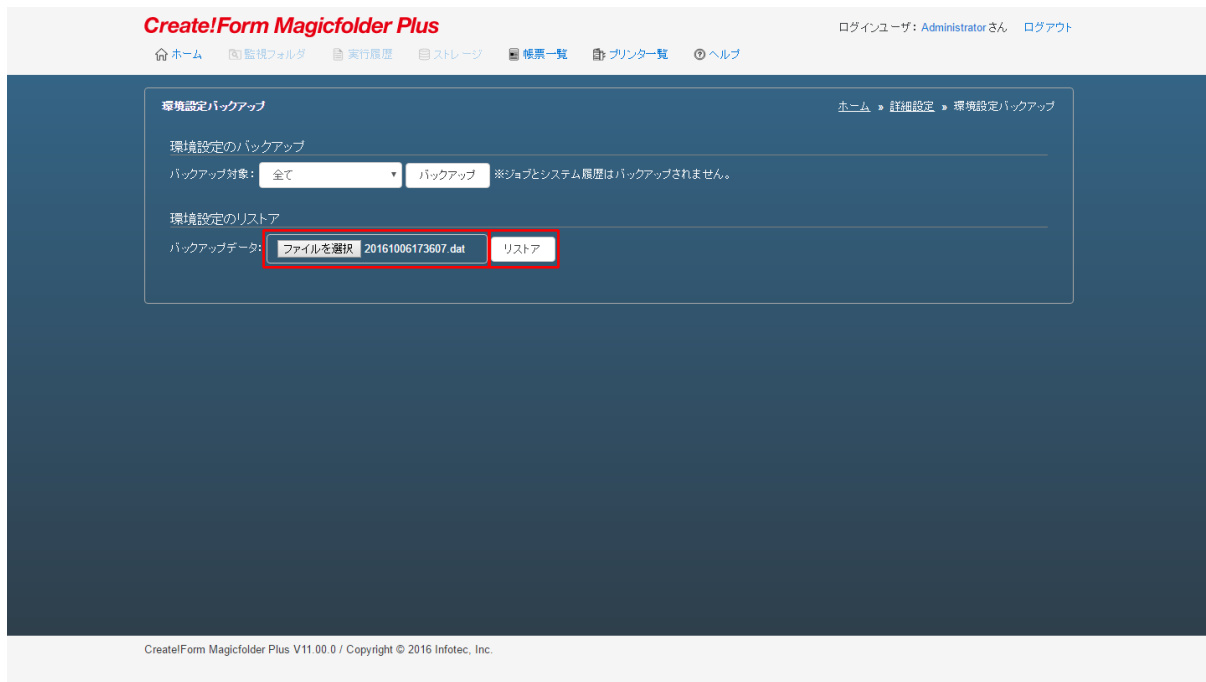 Create!Form Magicfolder Plus
ログインユーザ: Administratorさん ログアウト
ホーム 監視フォルダ 実行履歴 ストレージ 帳票一覧 プリンター覧 ヘルプ
環境設定バックアップ
ホーム » 詳細設定 » 環境設定バックアップ
環境設定のバックアップ
バックアップ対象: 全て バックアップ ※ジョブとシステム履歴はバックアップされません。
環境設定のリストア
バックアップデータ: ファイルを選択 20161006173607.dat リストア
Create!Form Magicfolder Plus V11.00.0 / Copyright © 2016 Infotec, Inc.